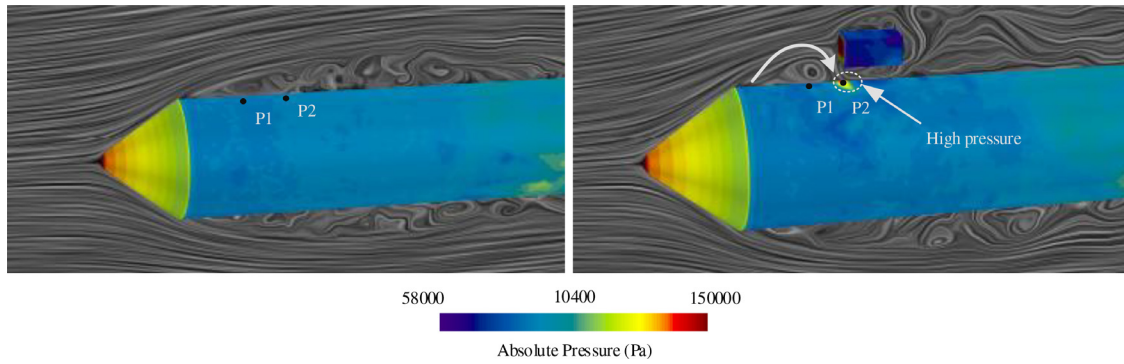 P1 P2
P1 P2
High pressure
58000 10400 150000
Absolute Pressure (Pa)